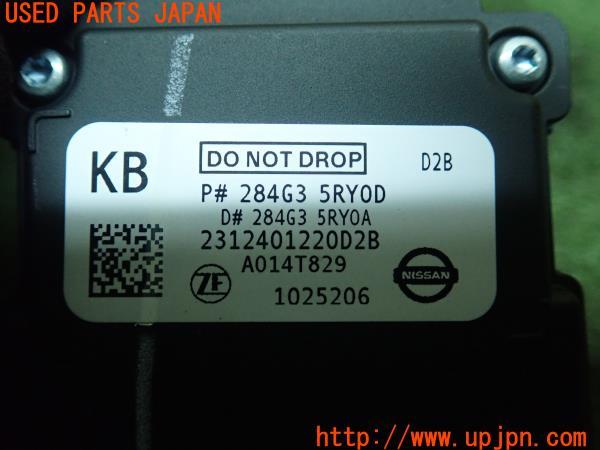 USED PARTS JAPAN
KB
DO NOT DROP
D2B
P# 284G3 5RY0D
D# 284G3 5RY0A
2312401220D2B
A014T829
ZF
1025206
NISSAN
UPJ
http://www.upjpn.com/